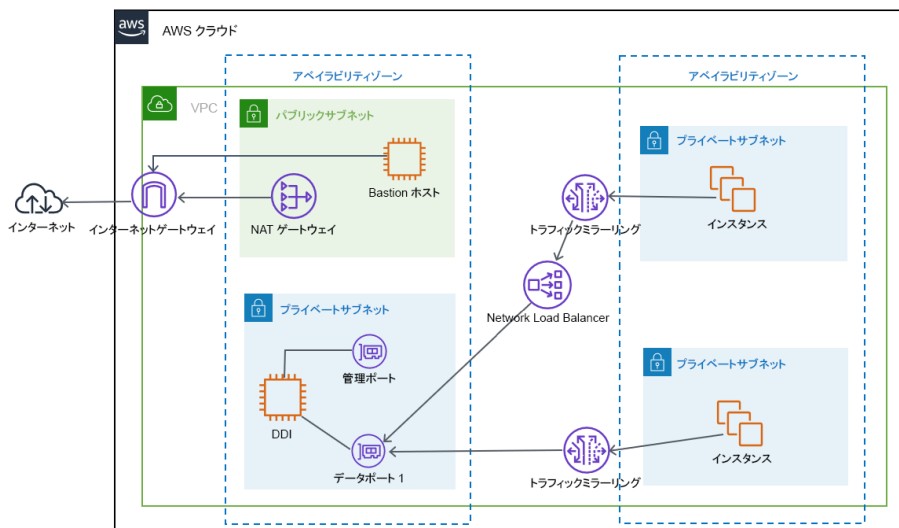 aws
AWS クラウド
アベイラビリティゾーン
アベイラビリティゾーン
VPC
パブリックサブネット
プライベートサブネット
Bastion ホスト
インスタンス
インターネット
インターネットゲートウェイ
NAT ゲートウェイ
トラフィックミラーリング
プライベートサブネット
Network Load Balancer
プライベートサブネット
管理ポート
DDI
インスタンス
データポート 1
トラフィックミラーリング